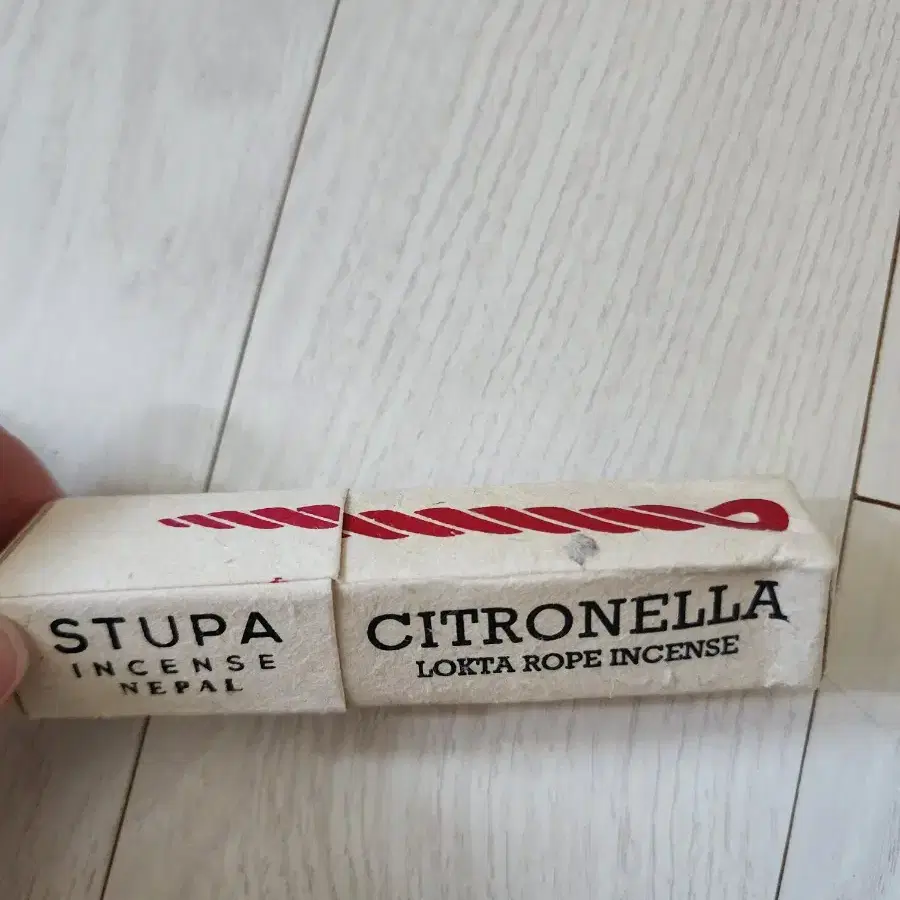 STUPA
INCENSE
NEPAL
CITRONELLA
LOKTA ROPE INCENSE